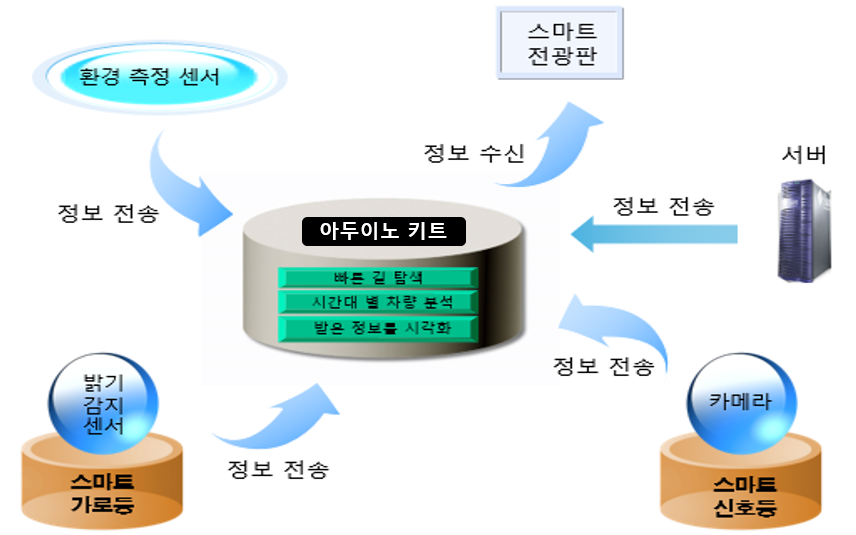 스마트
전광판
환경 측정 센서
정보 수신
서버
정보 전송
정보 전송
아두이노 키트
빠른 길 탐색
시간대 별 차량 분석
받은 정보를 시각화
정보 전송
밝기
감지
센서
카메라
정보 전송
스마트
가로등
스마트
신호등